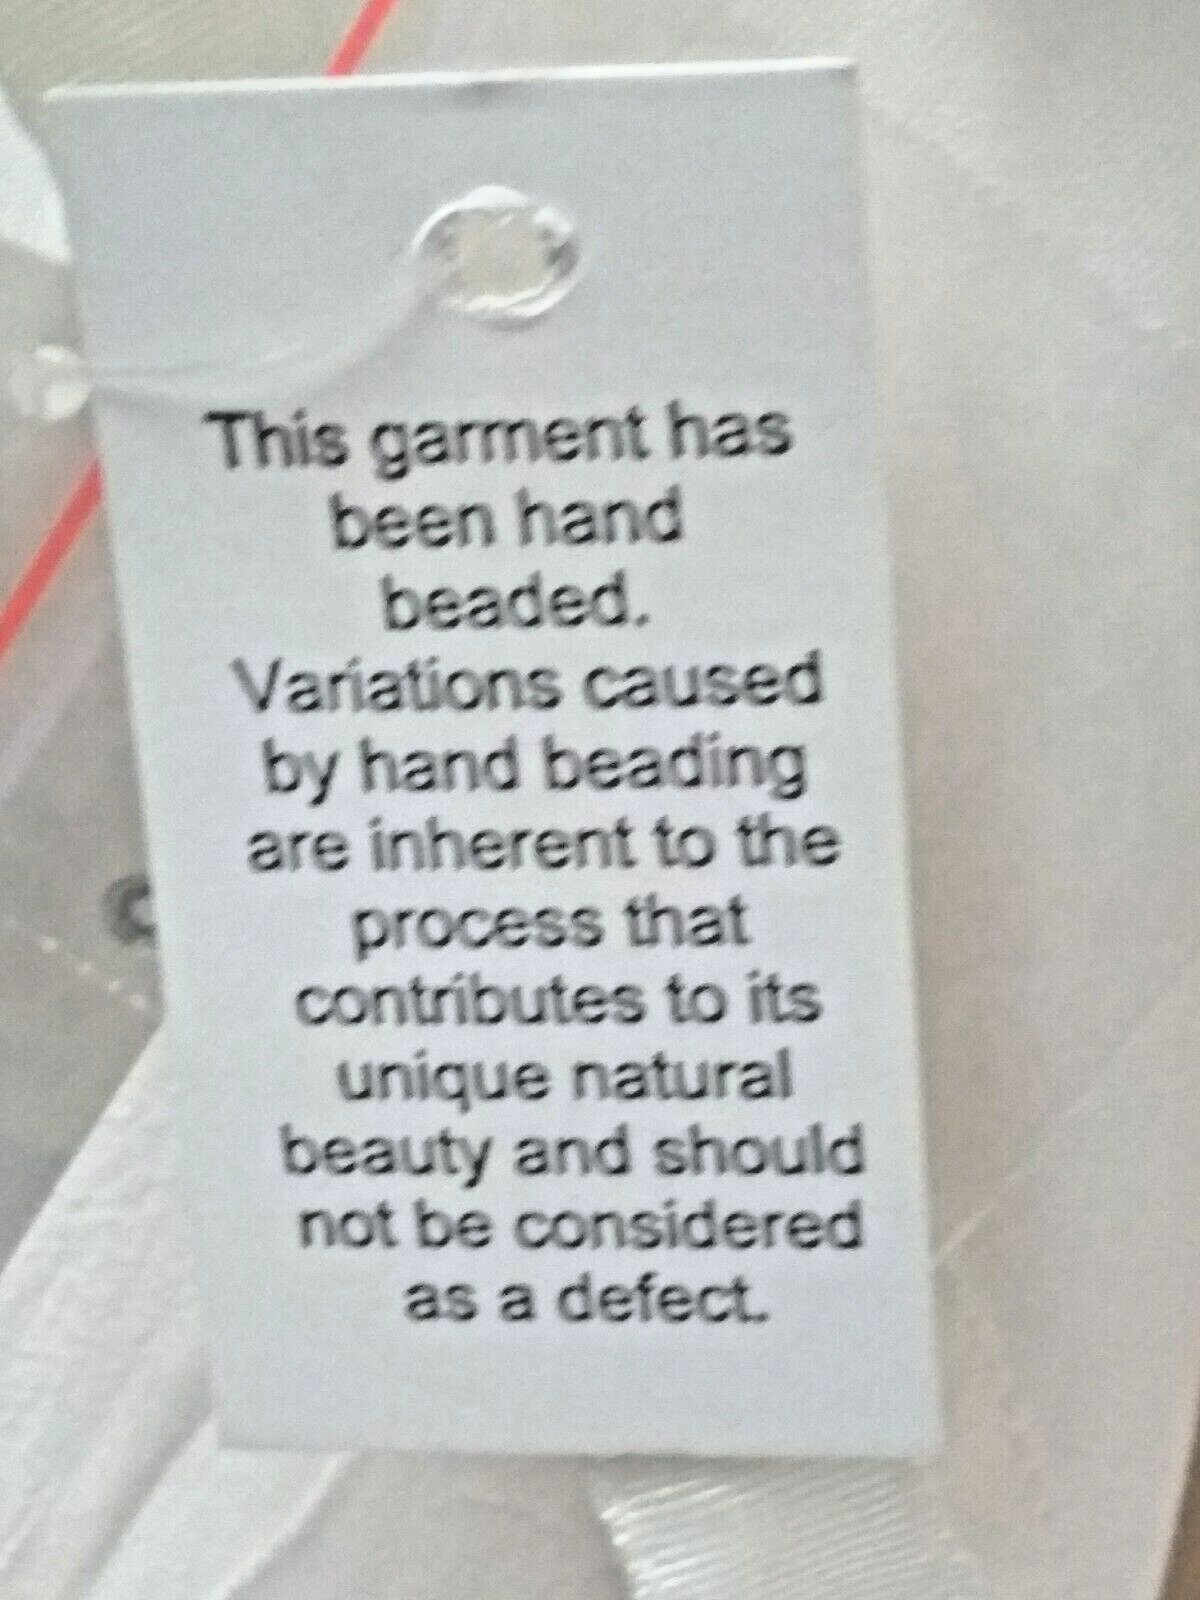 This garment has
been hand
beaded.
Variations caused
by hand beading
are inherent to the
process that
contributes to its
unique natural
beauty and should
not be considered
as a defect.